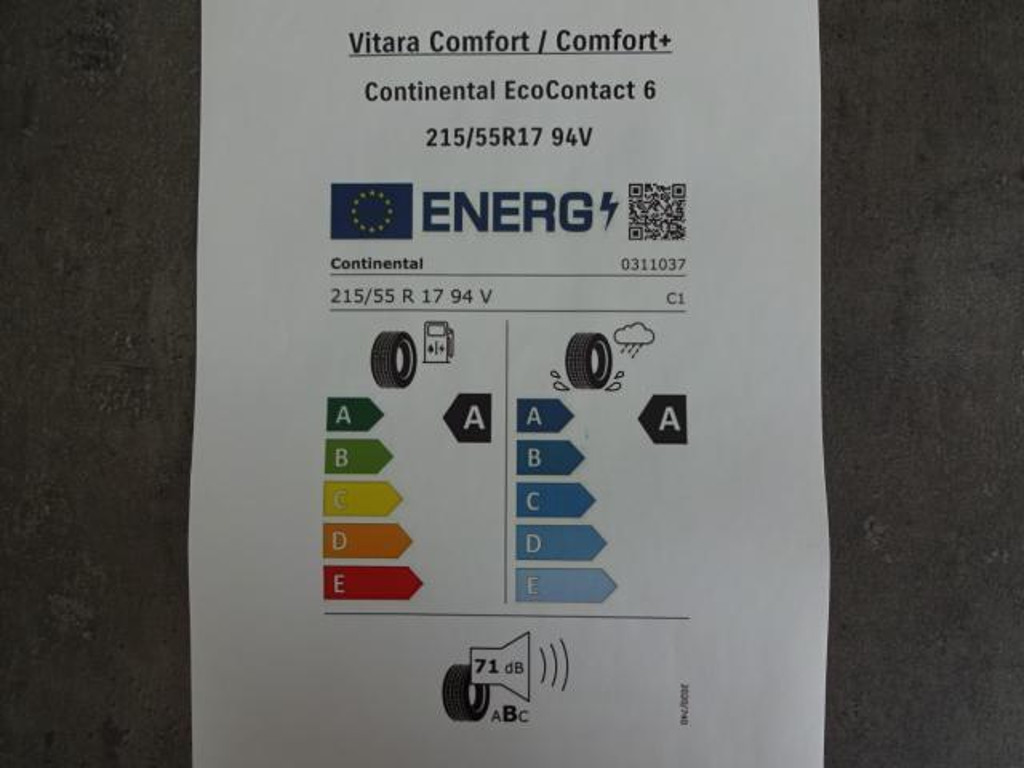 Vitara Comfort / Comfort+
Continental EcoContact 6
215/55R17 94V
ENERG
Continental 0311037
215/55 R 17 94 V C1
A A A A
B B
C C
D D
E E
71 dB
ABC
2020/740